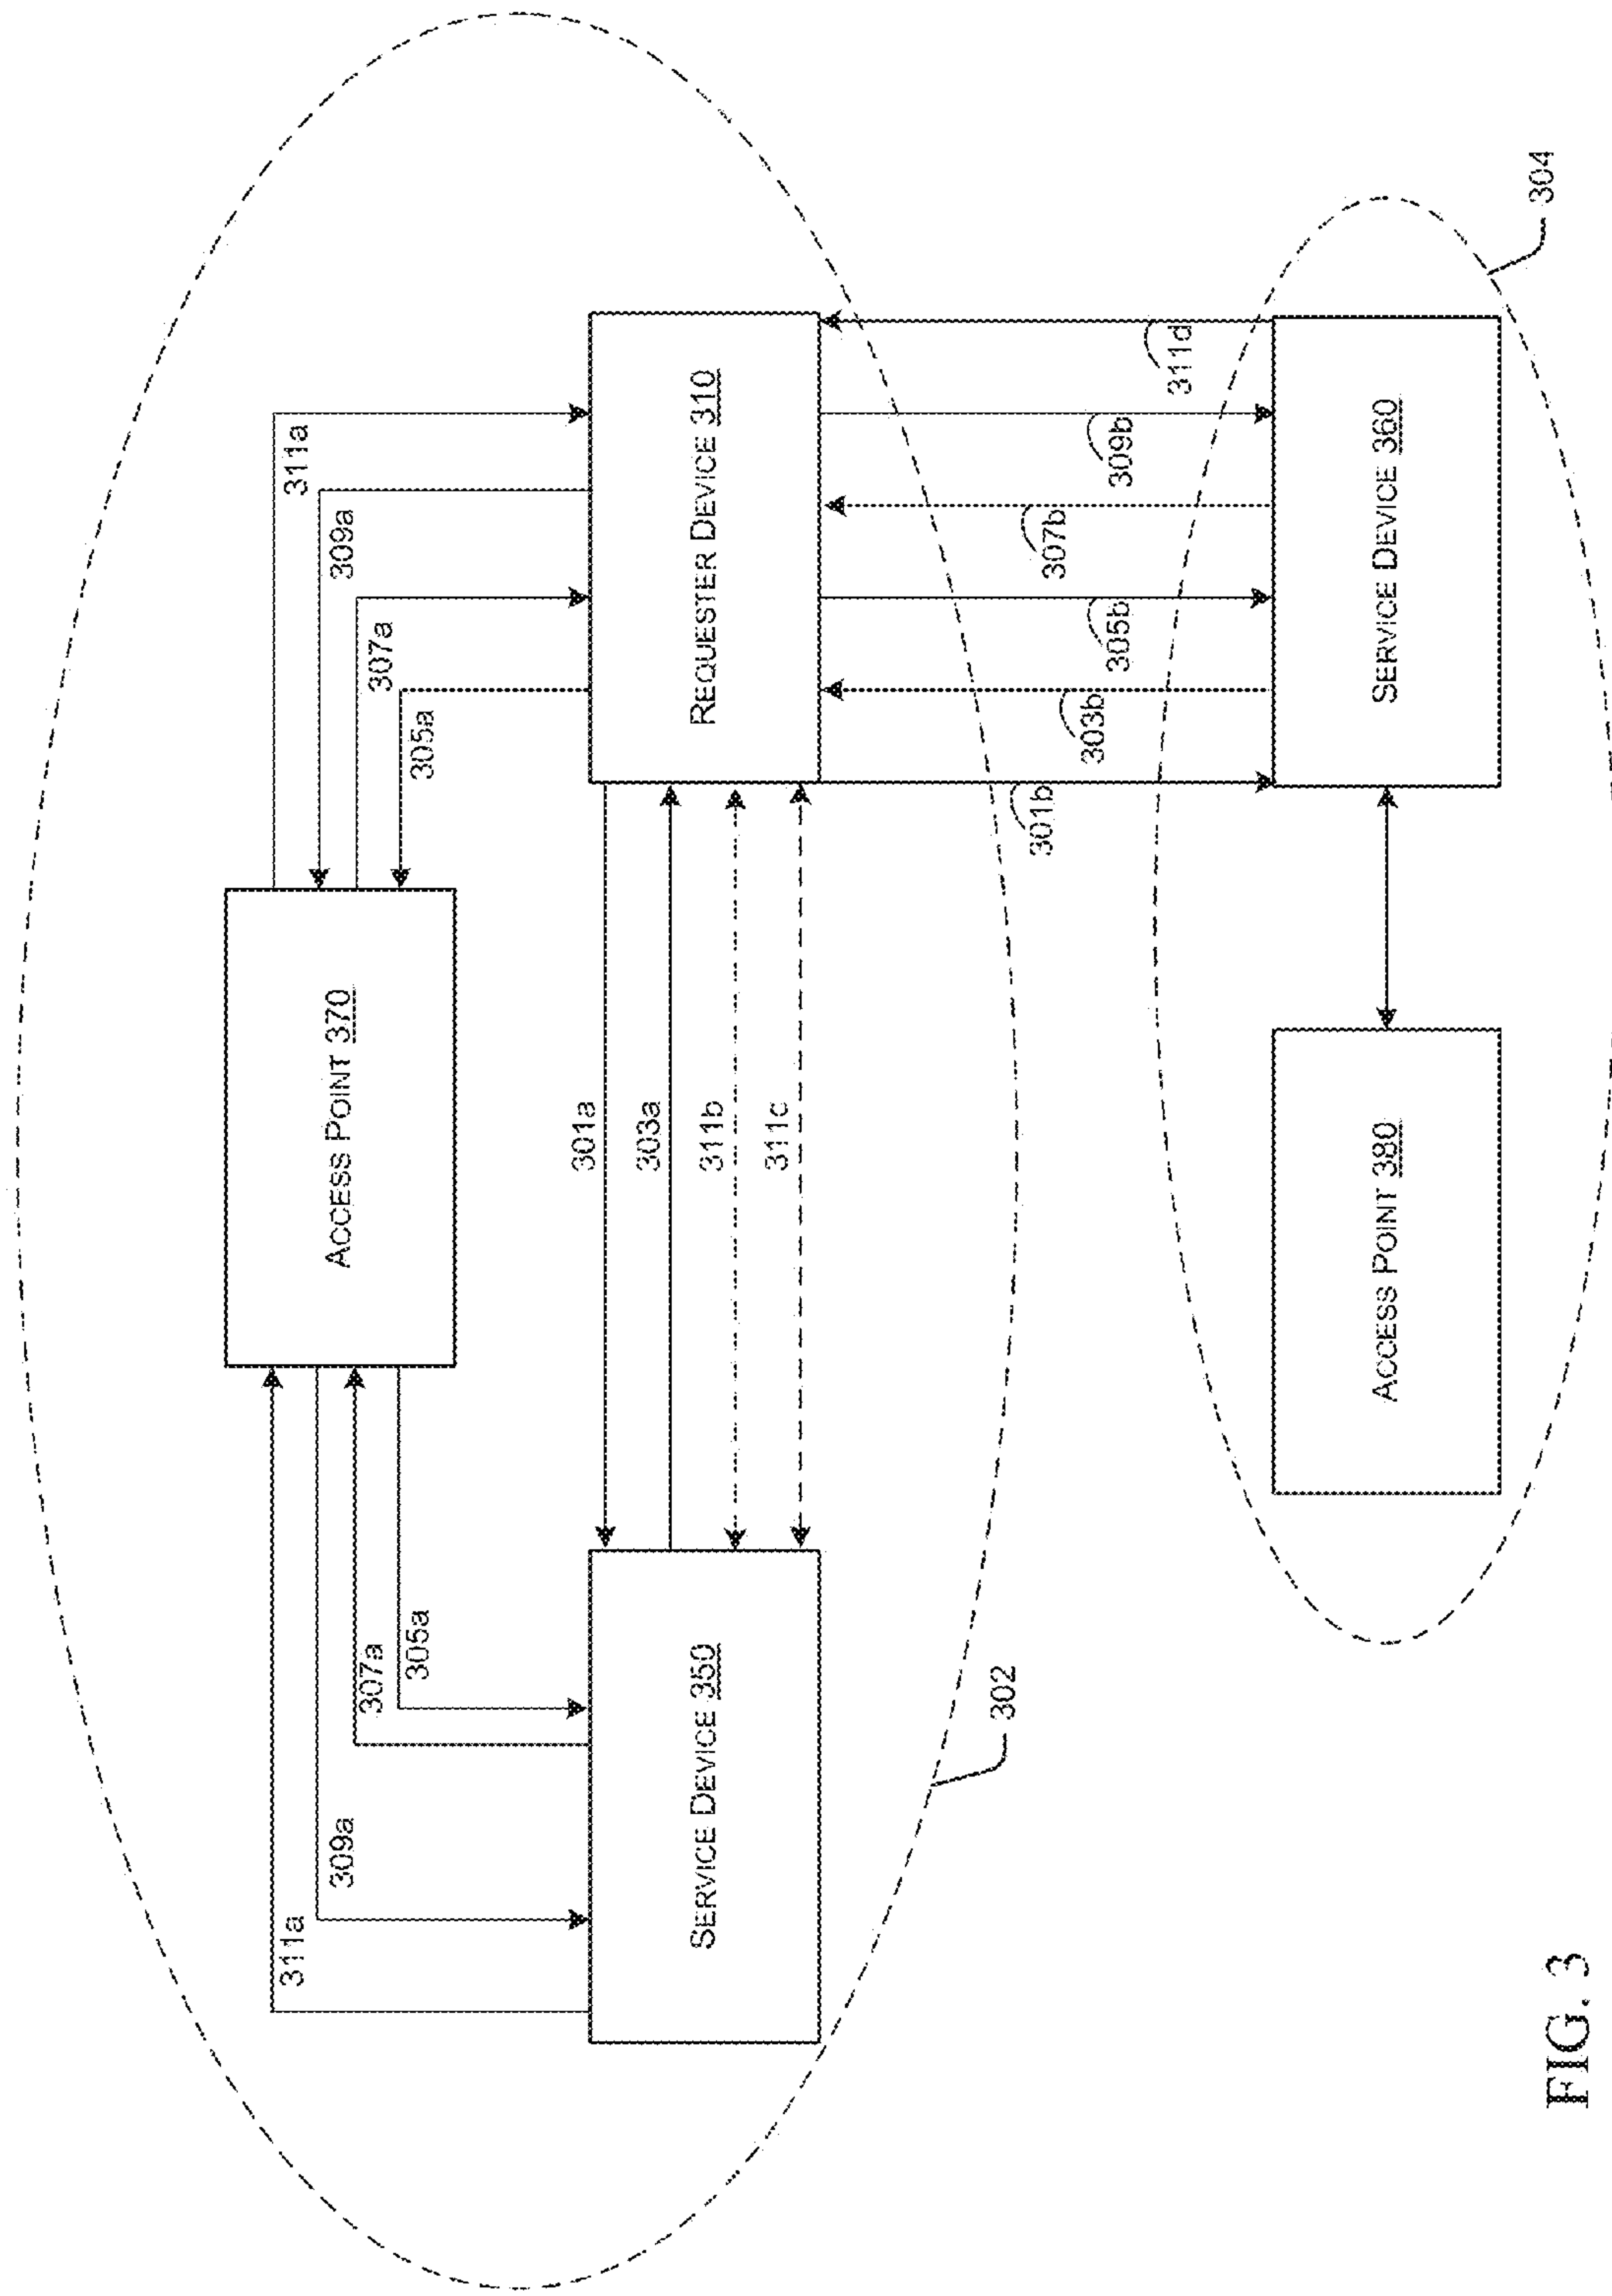 311a
311a
309a
ACCESS POINT 370
309a
307a
307a
305a
305a
301a
303a
SERVICE DEVICE 350
REQUESTER DEVICE 310
311b
311c
302
301b
303b
305b
307b
309b
311d
ACCESS POINT 380
SERVICE DEVICE 360
304
FIG. 3